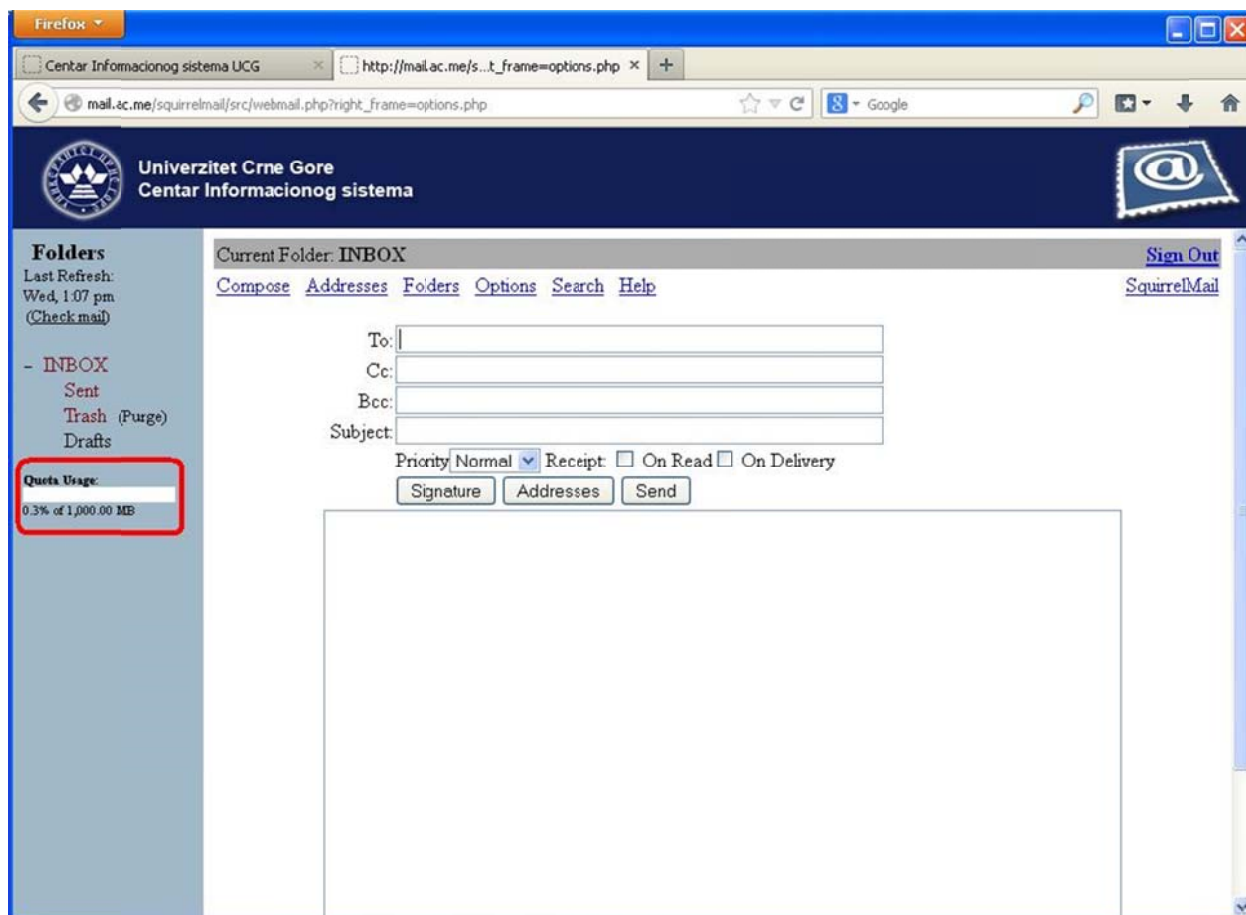 Firefox
Centar Informacionog sistema UCG
http://mail.ac.me/s...t_frame=options.php
mail.ac.me/squirrelmail/src/webmail.php?right_frame=options.php
Google
Univerzitet Crne Gore
Centar Informacionog sistema
Folders
Last Refresh:
Wed, 1:07 pm
(Check mail)
- INBOX
Sent
Trash (Purge)
Drafts
Quota Usage:
0.3% of 1,000.00 MB
Current Folder: INBOX
Sign Out
Compose Addresses Folders Options Search Help
SquirrelMail
To:
Cc:
Bcc:
Subject:
Priority Normal Receipt: On Read On Delivery
Signature Addresses Send